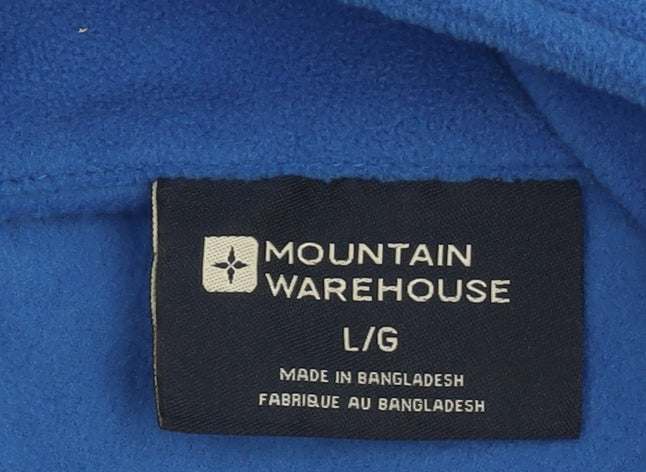 MOUNTAIN
WAREHOUSE
L/G
MADE IN BANGLADESH
FABRIQUE AU BANGLADESH